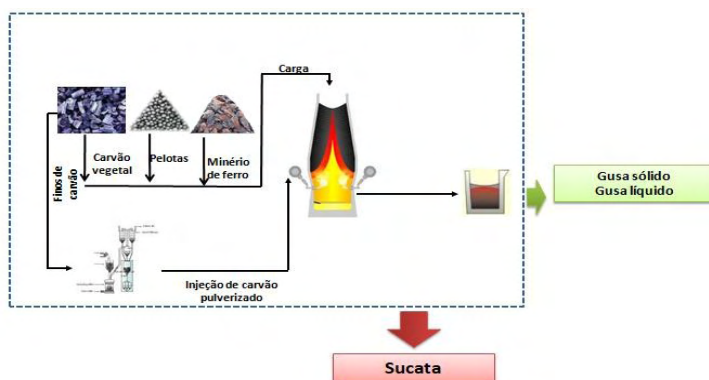 Carga
Carvão
vegetal
Pelotas
Minério
de ferro
Finos de
carvão
Injeção de carvão
pulverizado
Gusa sólido
Gusa líquido
Sucata